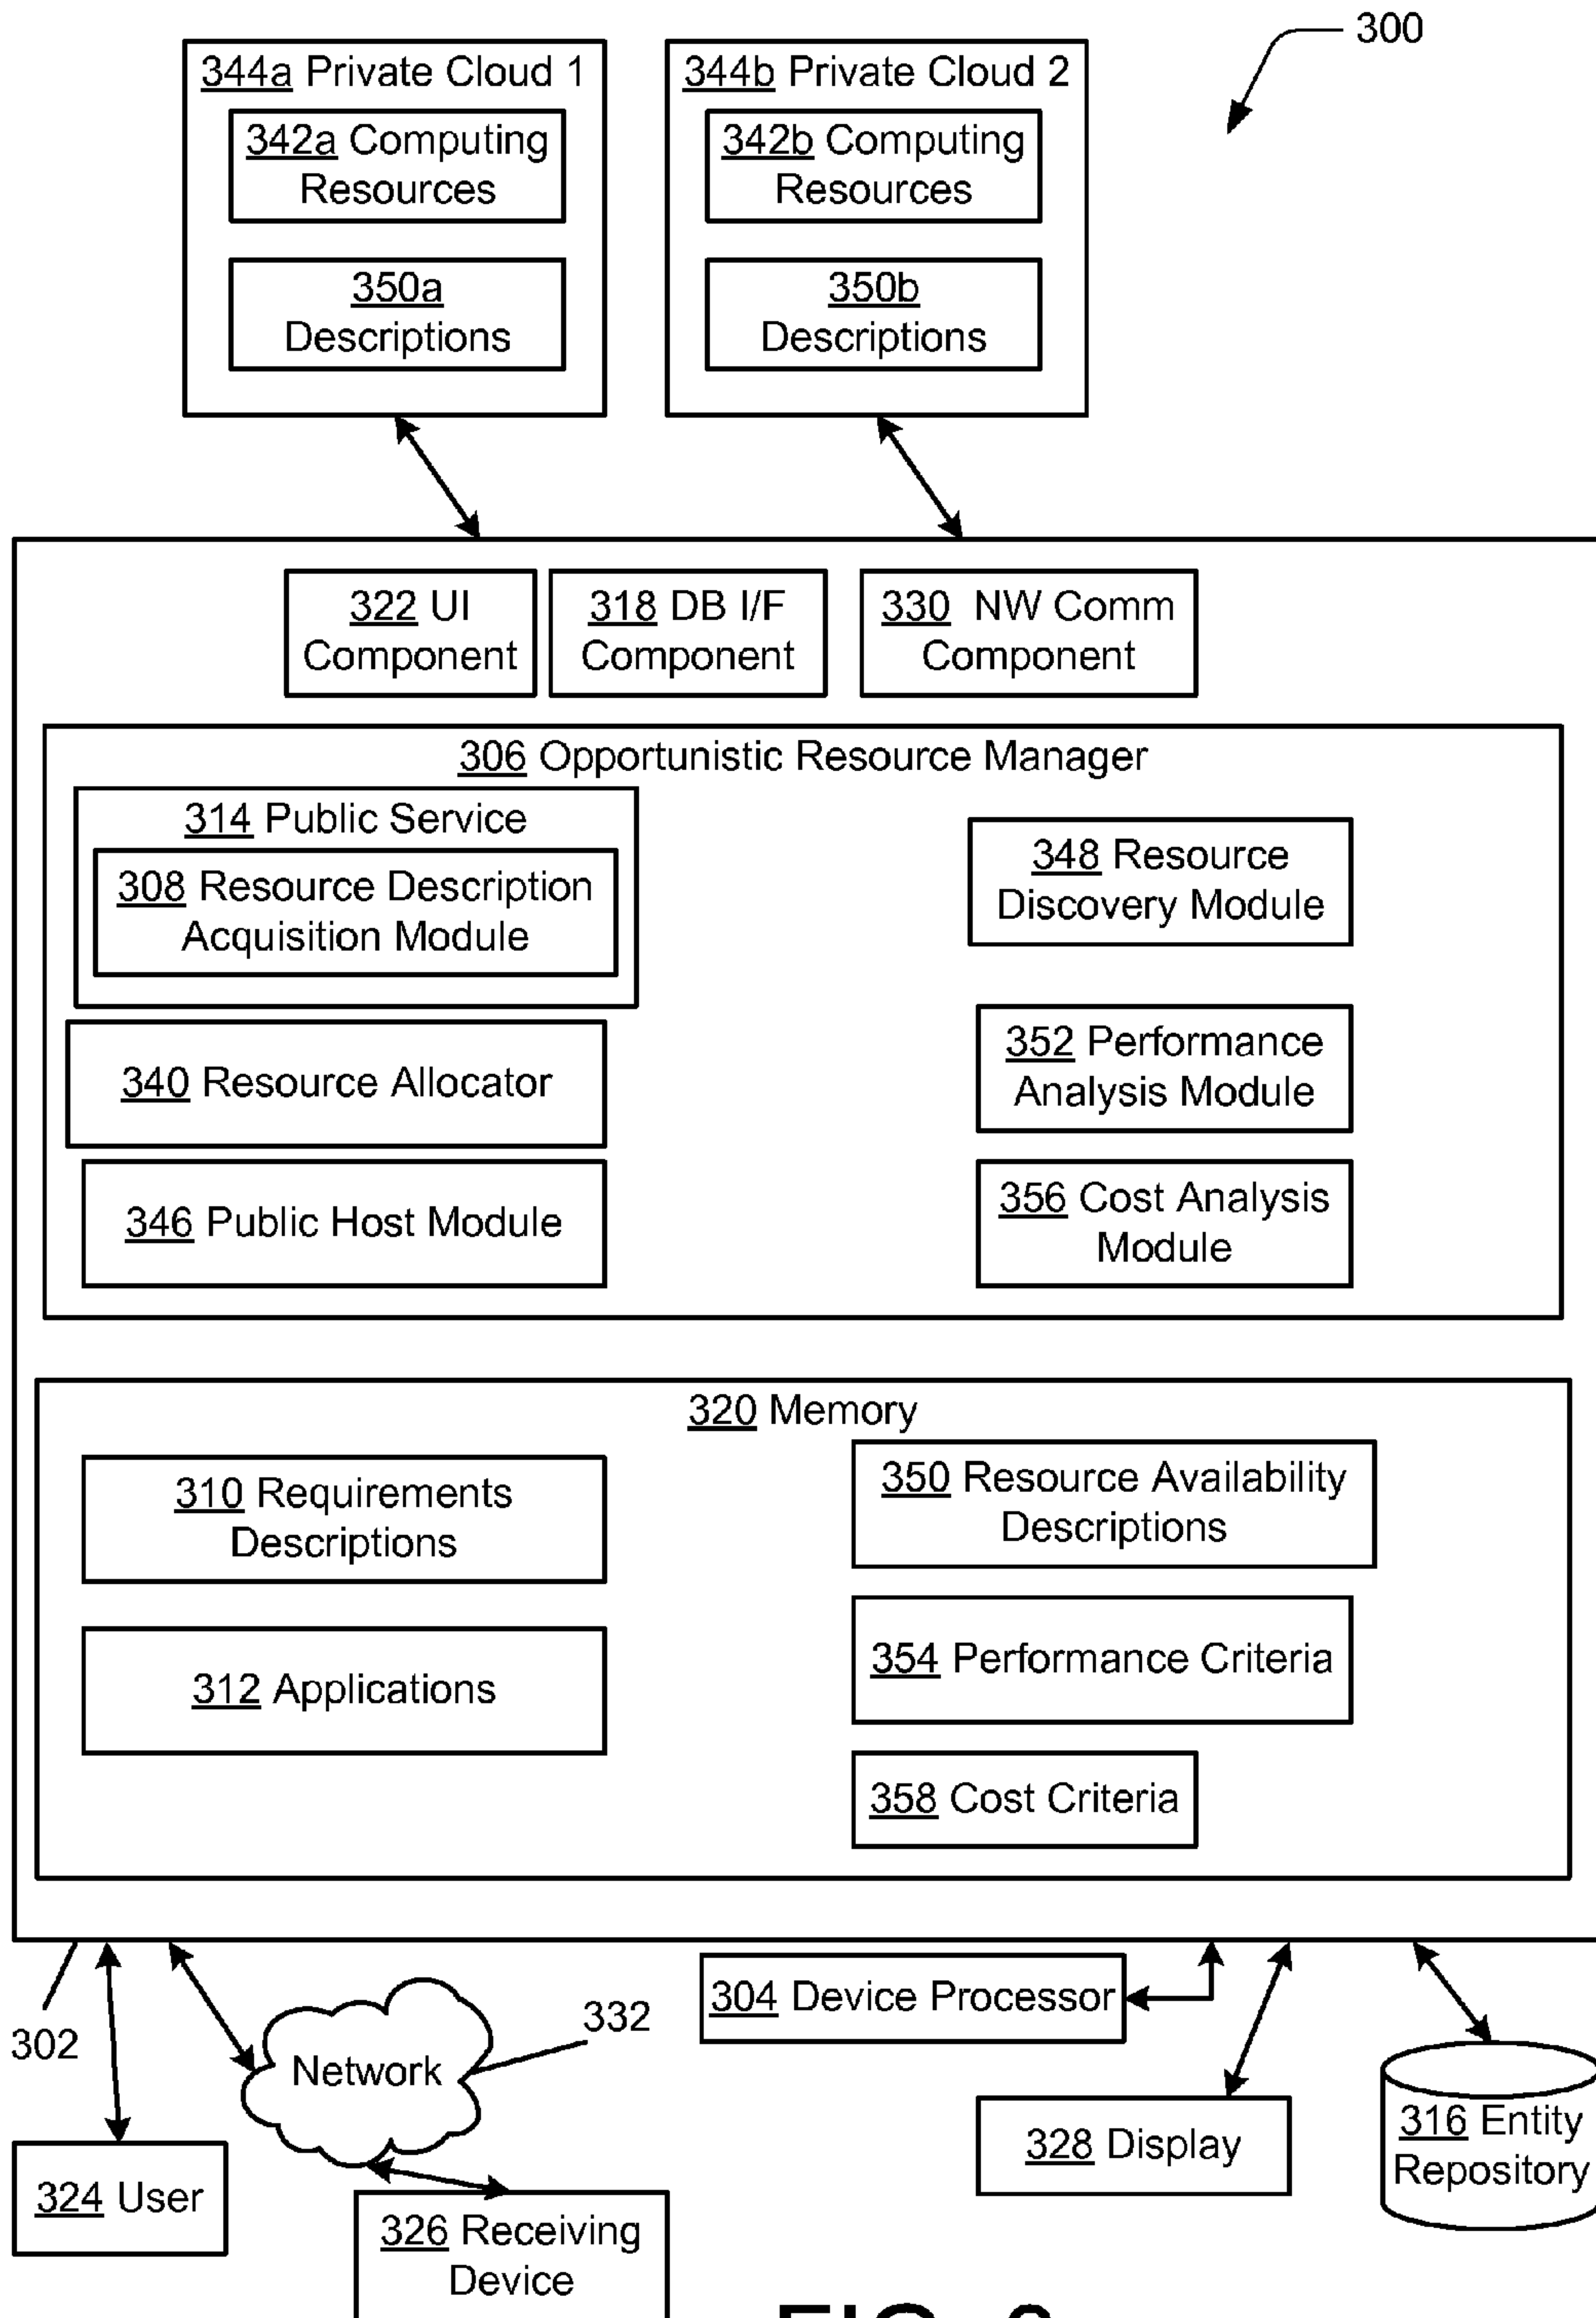 300
344a Private Cloud 1
342a Computing
Resources
350a
Descriptions
344b Private Cloud 2
342b Computing
Resources
350b
Descriptions
322 UI
Component
318 DB I/F
Component
330 NW Comm
Component
306 Opportunistic Resource Manager
314 Public Service
308 Resource Description
Acquisition Module
340 Resource Allocator
346 Public Host Module
348 Resource
Discovery Module
352 Performance
Analysis Module
356 Cost Analysis
Module
320 Memory
310 Requirements
Descriptions
312 Applications
350 Resource Availability
Descriptions
354 Performance Criteria
358 Cost Criteria
302
324 User
Network
332
326 Receiving
Device
304 Device Processor
328 Display
316 Entity
Repository